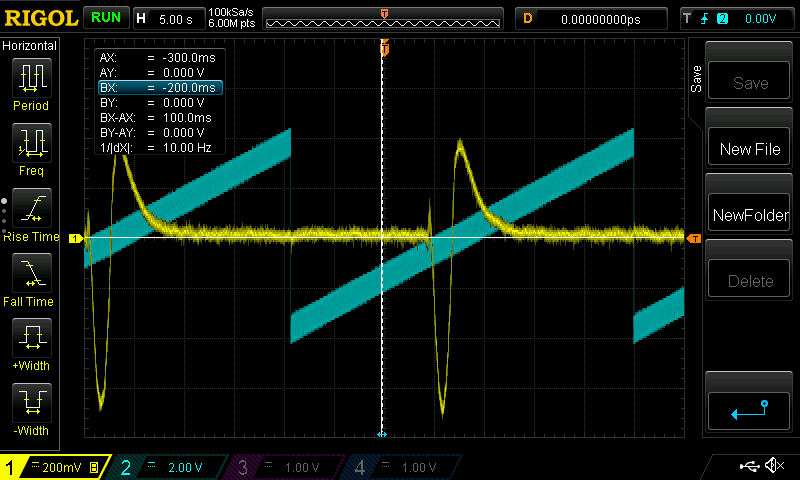 RIGOL RUN H 5.00 s 100kSa/s 6.00M pts T D 0.00000000ps T 2 0.00V
Horizontal
Period
Freq
Rise Time
Fall Time
+Width
-Width
AX: = -300.0ms
AY: = 0.000 V
BX: = -200.0ms
BY: = 0.000 V
BX-AX: = 100.0ms
BY-AY: = 0.000 V
1/|dX|: = 10.00 Hz
T
1
T
Save
Save
New File
NewFolder
Delete
1 200mV B 2 2.00 V 3 1.00 V 4 1.00 V